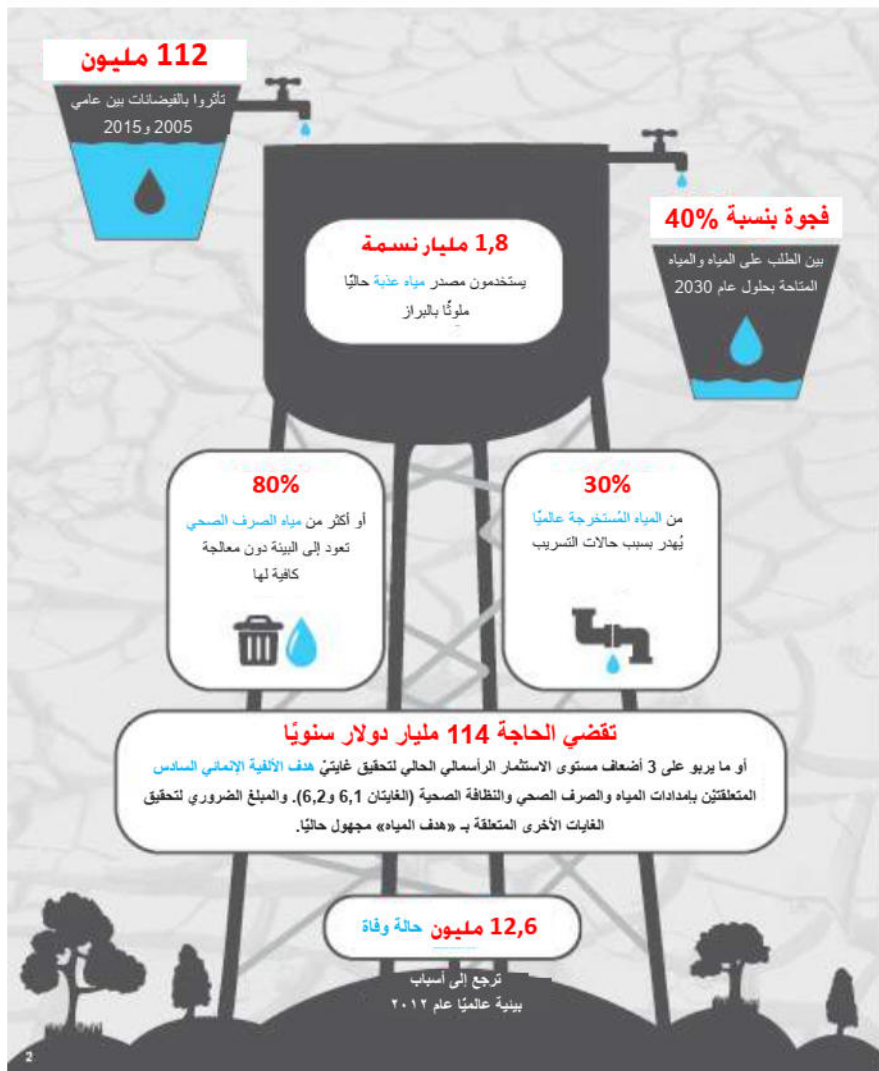 112 مليون
تأثروا بالفيضانات بين عامي
2005 و2015
فجوة بنسبة 40%
بين الطلب على المياه والمياه
المتاحة بحلول عام 2030
1,8 مليار نسمة
يستخدمون مصدر مياه عذبة حاليًا
ملوثًا بالبراز
30%
من المياه المُستخرجة عالميًا
يُهدر بسبب حالات التسريب
80%
أو أكثر من مياه الصرف الصحي
تعود إلى البيئة دون معالجة
كافية لها
تقضي الحاجة 114 مليار دولار سنويًا
أو ما يربو على 3 أضعاف مستوى الاستثمار الرأسمالي الحالي لتحقيق غايتيّ هدف الألفية الإنمائي السادس
المتعلقتيْن بإمدادات المياه والصرف الصحي والنظافة الصحية (الغايتان 6,1 و6,2). والمبلغ الضروري لتحقيق
الغايات الأخرى المتعلقة بـ «هدف المياه» مجهول حاليًا.
12,6 مليون حالة وفاة
ترجع إلى أسباب
بيئية عالميًا عام ٢٠١٢
2